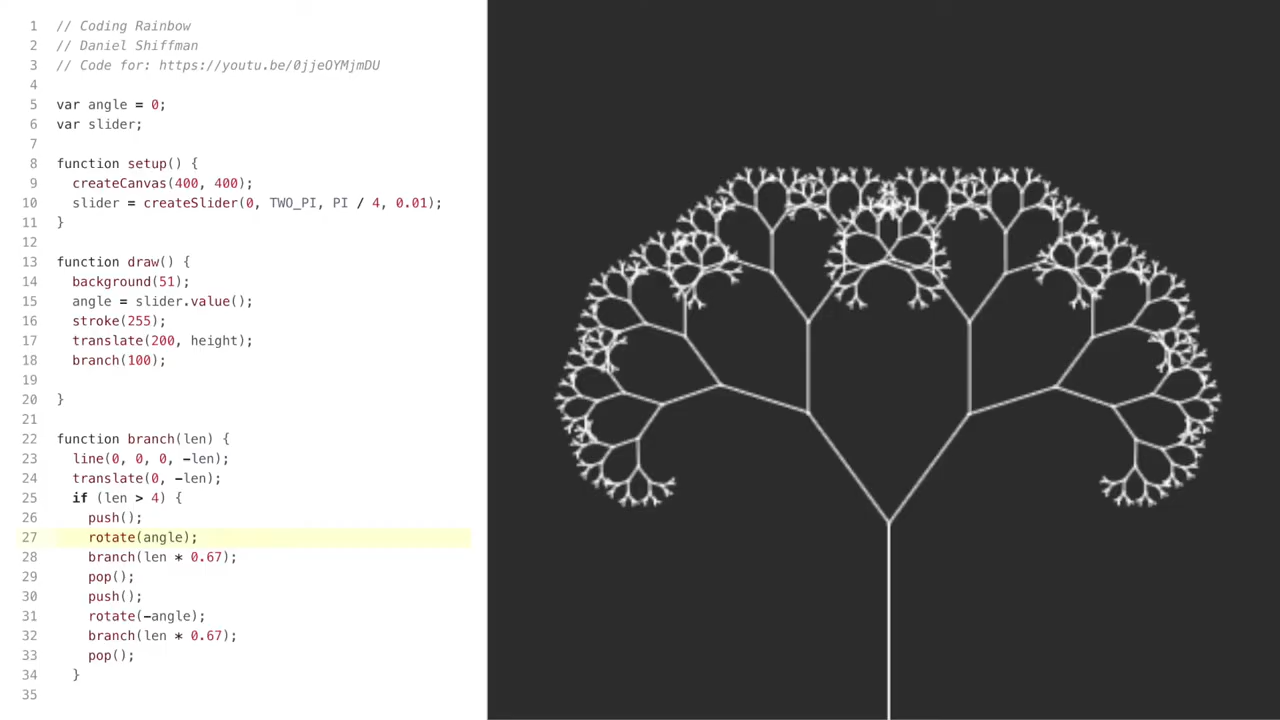 1 // Coding Rainbow
2 // Daniel Shiffman
3 // Code for: https://youtu.be/0jjeOYMjmDU
4
5 var angle = 0;
6 var slider;
7
8 function setup() {
9   createCanvas(400, 400);
10   slider = createSlider(0, TWO_PI, PI / 4, 0.01);
11 }
12
13 function draw() {
14   background(51);
15   angle = slider.value();
16   stroke(255);
17   translate(200, height);
18   branch(100);
19
20 }
21
22 function branch(len) {
23   line(0, 0, 0, -len);
24   translate(0, -len);
25   if (len > 4) {
26     push();
27     rotate(angle);
28     branch(len * 0.67);
29     pop();
30     push();
31     rotate(-angle);
32     branch(len * 0.67);
33     pop();
34   }
35